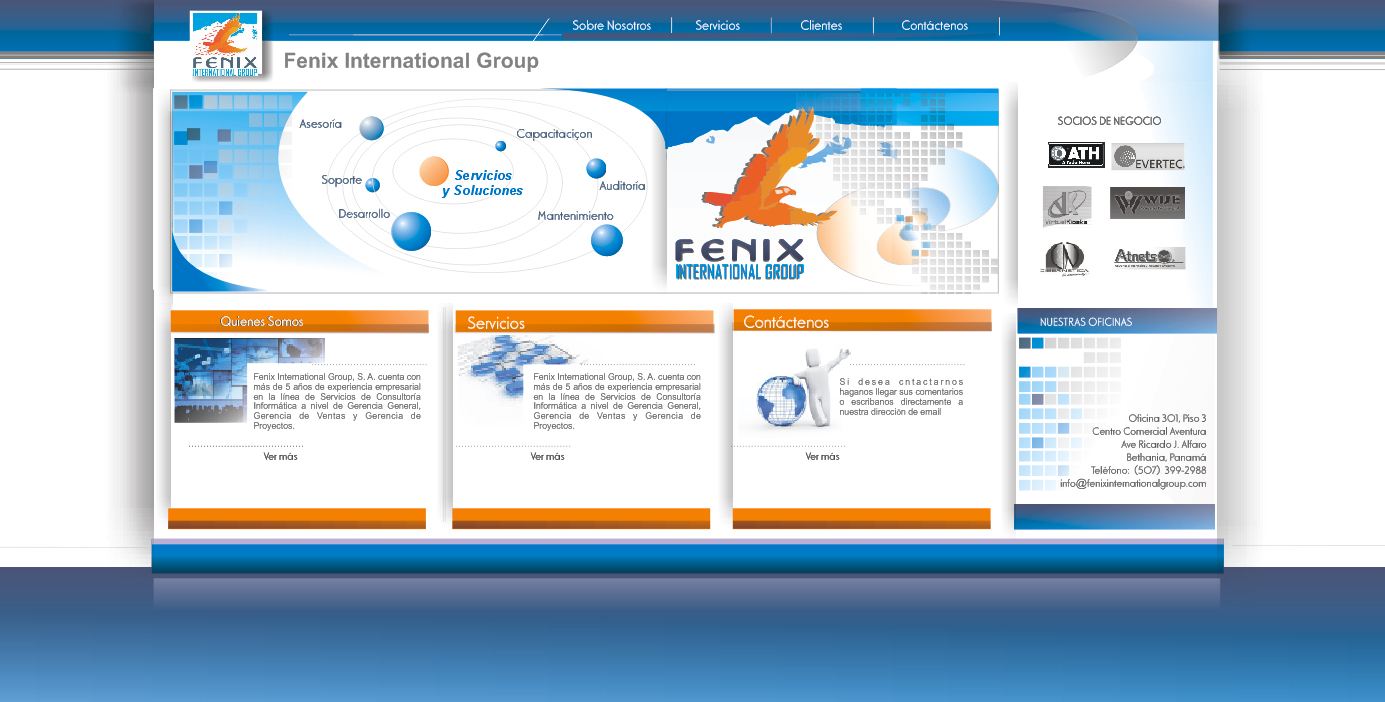 Sobre Nosotros
Servicios
Clientes
Contáctenos
FENIX
INTERNATIONAL GROUP
Fenix International Group
Asesoría
Capacitaciçon
Soporte
Servicios
y Soluciones
Auditoría
Desarrollo
Mantenimiento
FENIX
INTERNATIONAL GROUP
SOCIOS DE NEGOCIO
ATH
A Toda Hora
EVERTEC
Virtual Kiosks
WISE
Atnets
Quienes Somos
Fenix International Group, S. A. cuenta con
más de 5 años de experiencia empresarial
en la línea de Servicios de Consultoría
Informática a nivel de Gerencia General,
Gerencia de Ventas y Gerencia de
Proyectos.
Ver más
Servicios
Fenix International Group, S. A. cuenta con
más de 5 años de experiencia empresarial
en la línea de Servicios de Consultoría
Informática a nivel de Gerencia General,
Gerencia de Ventas y Gerencia de
Proyectos.
Ver más
Contáctenos
Si desea cntactarnos
haganos llegar sus comentarios
o escribanos directamente a
nuestra dirección de email
Ver más
NUESTRAS OFICINAS
Oficina 301, Piso 3
Centro Comercial Aventura
Ave Ricardo J. Alfaro
Bethania, Panamá
Teléfono: (507) 399-2988
info@fenixinternationalgroup.com